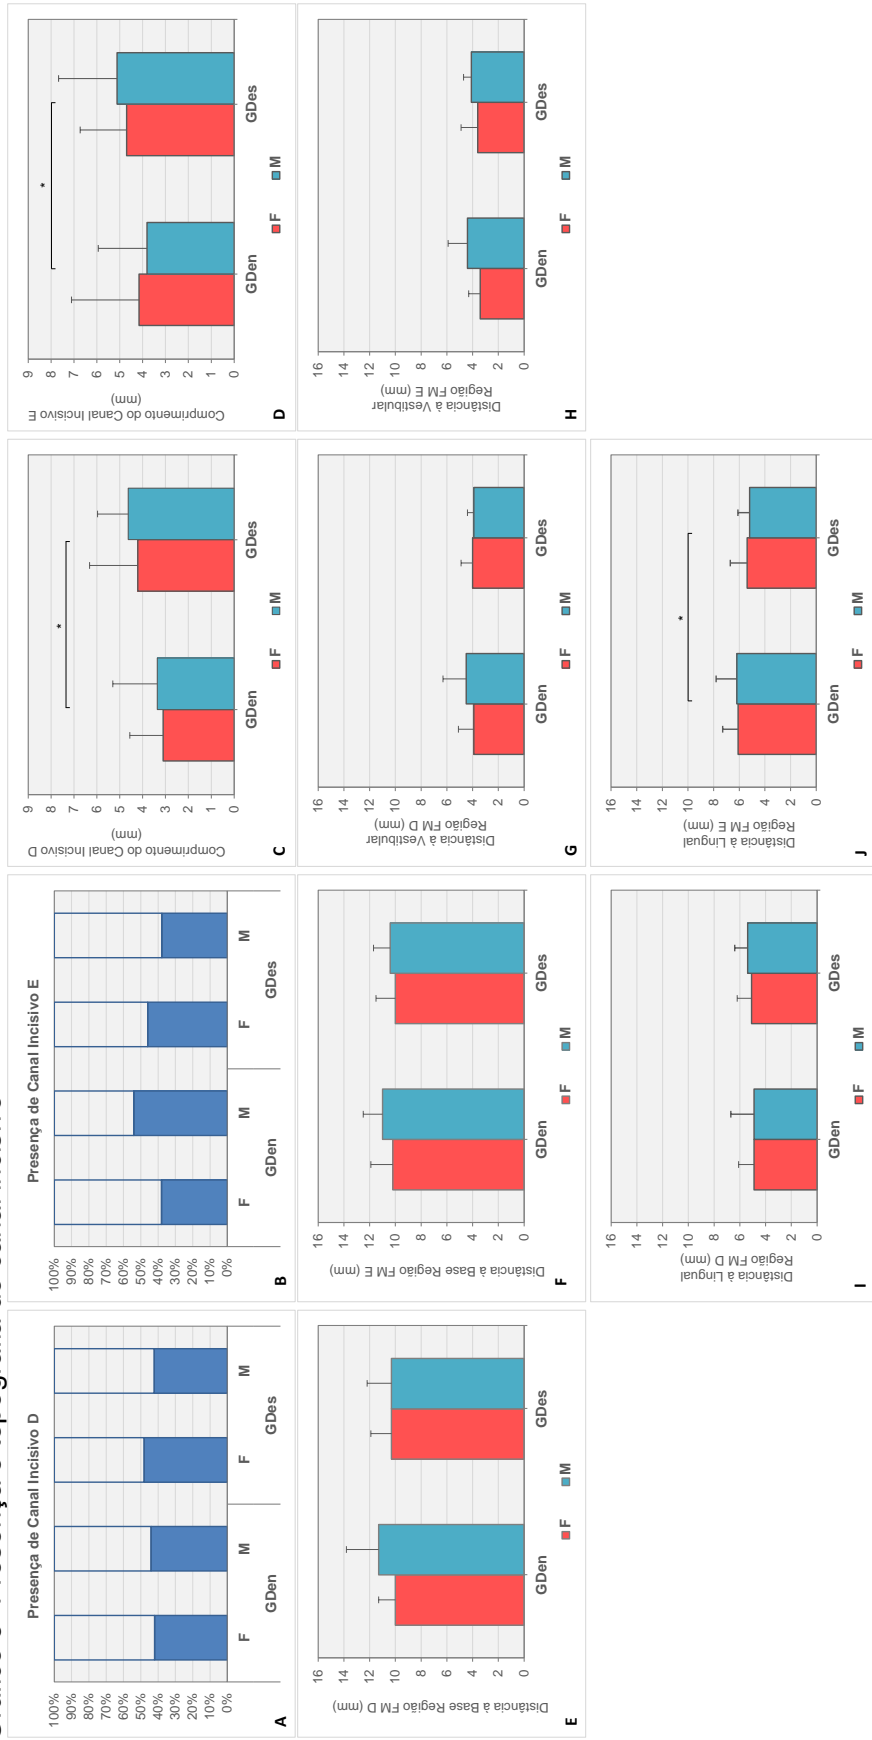 Gráfico Presença e topografia do canal incisivo
Presença de Canal Incisivo D
100%
90%
80%
70%
60%
50%
40%
30%
20%
10%
0%
F M F M
GDen GDes
A
Presença de Canal Incisivo E
100%
90%
80%
70%
60%
50%
40%
30%
20%
10%
0%
F M F M
GDen GDes
B
Comprimento do Canal Incisivo D
(mm)
9
8
7
6
5
4
3
2
1
0
*
GDen GDes
F M
C
Comprimento do Canal Incisivo E
(mm)
9
8
7
6
5
4
3
2
1
0
*
GDen GDes
F M
D
Distância à Base Região FM D (mm)
16
14
12
10
8
6
4
2
0
GDen GDes
F M
E
Distância à Base Região FM E (mm)
16
14
12
10
8
6
4
2
0
GDen GDes
F M
F
Distância à Vestibular
Região FM D (mm)
16
14
12
10
8
6
4
2
0
GDen GDes
F M
G
Distância à Vestibular
Região FM E (mm)
16
14
12
10
8
6
4
2
0
GDen GDes
F M
H
Distância à Lingual
Região FM D (mm)
16
14
12
10
8
6
4
2
0
GDen GDes
F M
I
Distância à Lingual
Região FM E (mm)
16
14
12
10
8
6
4
2
0
*
GDen GDes
F M
J